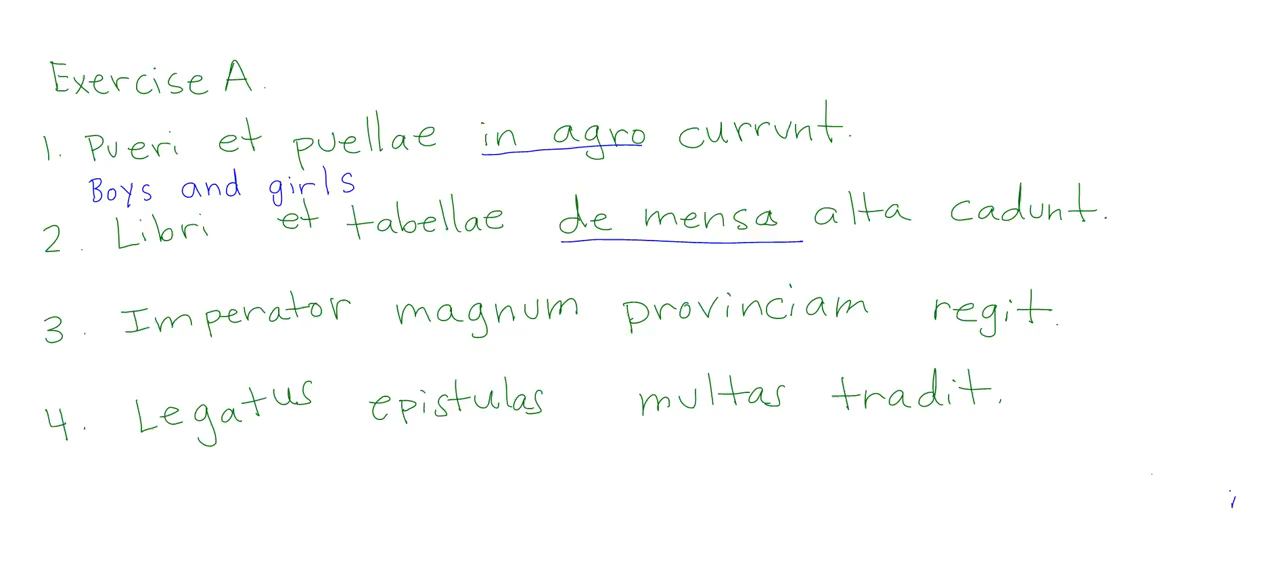 Exercise A.
1. Pueri et puellae in agro currunt.
Boys and girls
2. Libri et tabellae de mensa alta cadunt.
3. Imperator magnum provinciam regit.
4. Legatus epistulas multas tradit.
i